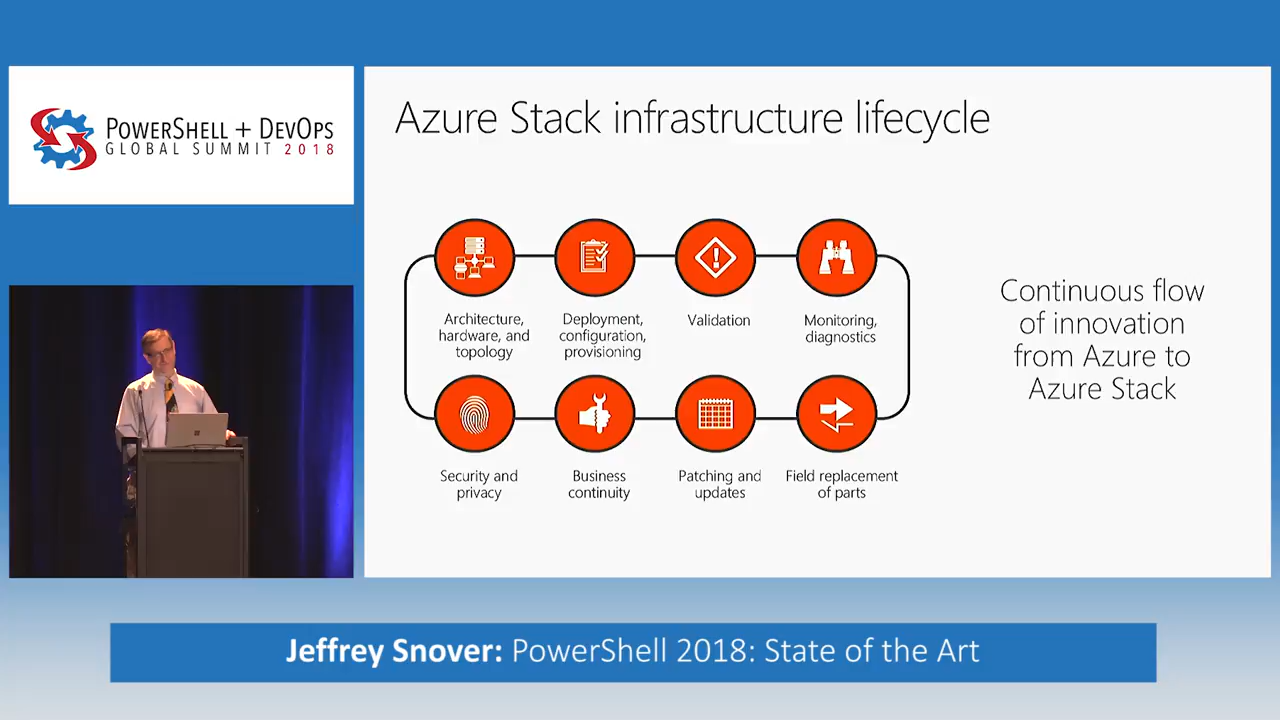 POWERSHELL + DEVOPS
GLOBAL SUMMIT 2018
Azure Stack infrastructure lifecycle
Architecture,
hardware, and
topology
Deployment,
configuration,
provisioning
Validation
Monitoring,
diagnostics
Security and
privacy
Business
continuity
Patching and
updates
Field replacement
of parts
Continuous flow
of innovation
from Azure to
Azure Stack
Jeffrey Snover: PowerShell 2018: State of the Art